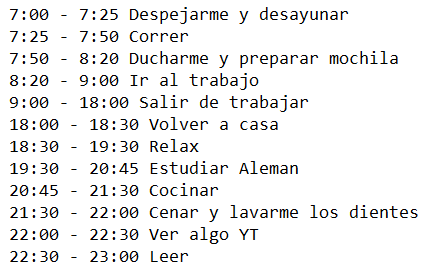 7:00 - 7:25 Despejarme y desayunar
7:25 - 7:50 Correr
7:50 - 8:20 Ducharme y preparar mochila
8:20 - 9:00 Ir al trabajo
9:00 - 18:00 Salir de trabajar
18:00 - 18:30 Volver a casa
18:30 - 19:30 Relax
19:30 - 20:45 Estudiar Aleman
20:45 - 21:30 Cocinar
21:30 - 22:00 Cenar y lavarme los dientes
22:00 - 22:30 Ver algo YT
22:30 - 23:00 Leer